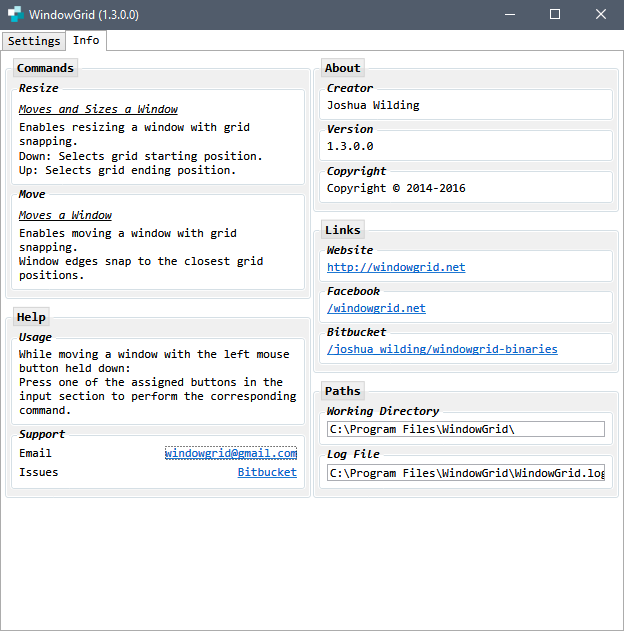 WindowGrid (1.3.0.0)
Settings
Info
Commands
Resize
Moves and Sizes a Window
Enables resizing a window with grid
snapping.
Down: Selects grid starting position.
Up: Selects grid ending position.
Move
Moves a Window
Enables moving a window with grid
snapping.
Window edges snap to the closest grid
positions.
Help
Usage
While moving a window with the left mouse
button held down:
Press one of the assigned buttons in the
input section to perform the corresponding
command.
Support
Email windowgrid@gmail.com
Issues Bitbucket
About
Creator
Joshua Wilding
Version
1.3.0.0
Copyright
Copyright © 2014-2016
Links
Website
http://windowgrid.net
Facebook
/windowgrid.net
Bitbucket
/joshua_wilding/windowgrid-binaries
Paths
Working Directory
C:\Program Files\WindowGrid\
Log File
C:\Program Files\WindowGrid\WindowGrid.log